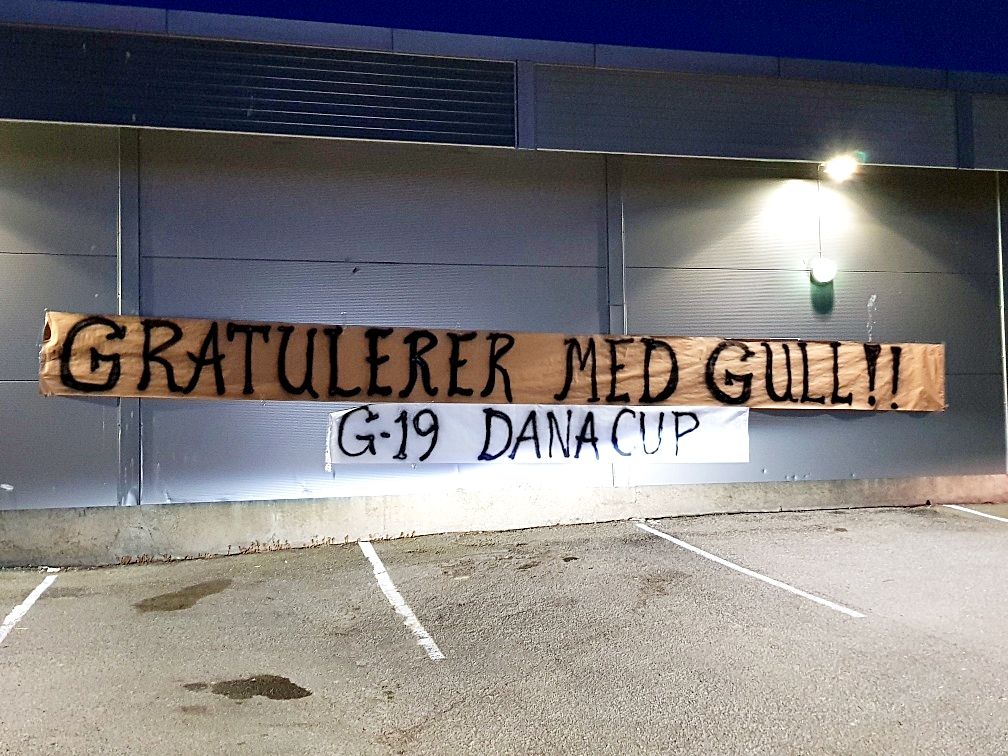 GRATULERER MED GULL!!
G-19 DANA CUP